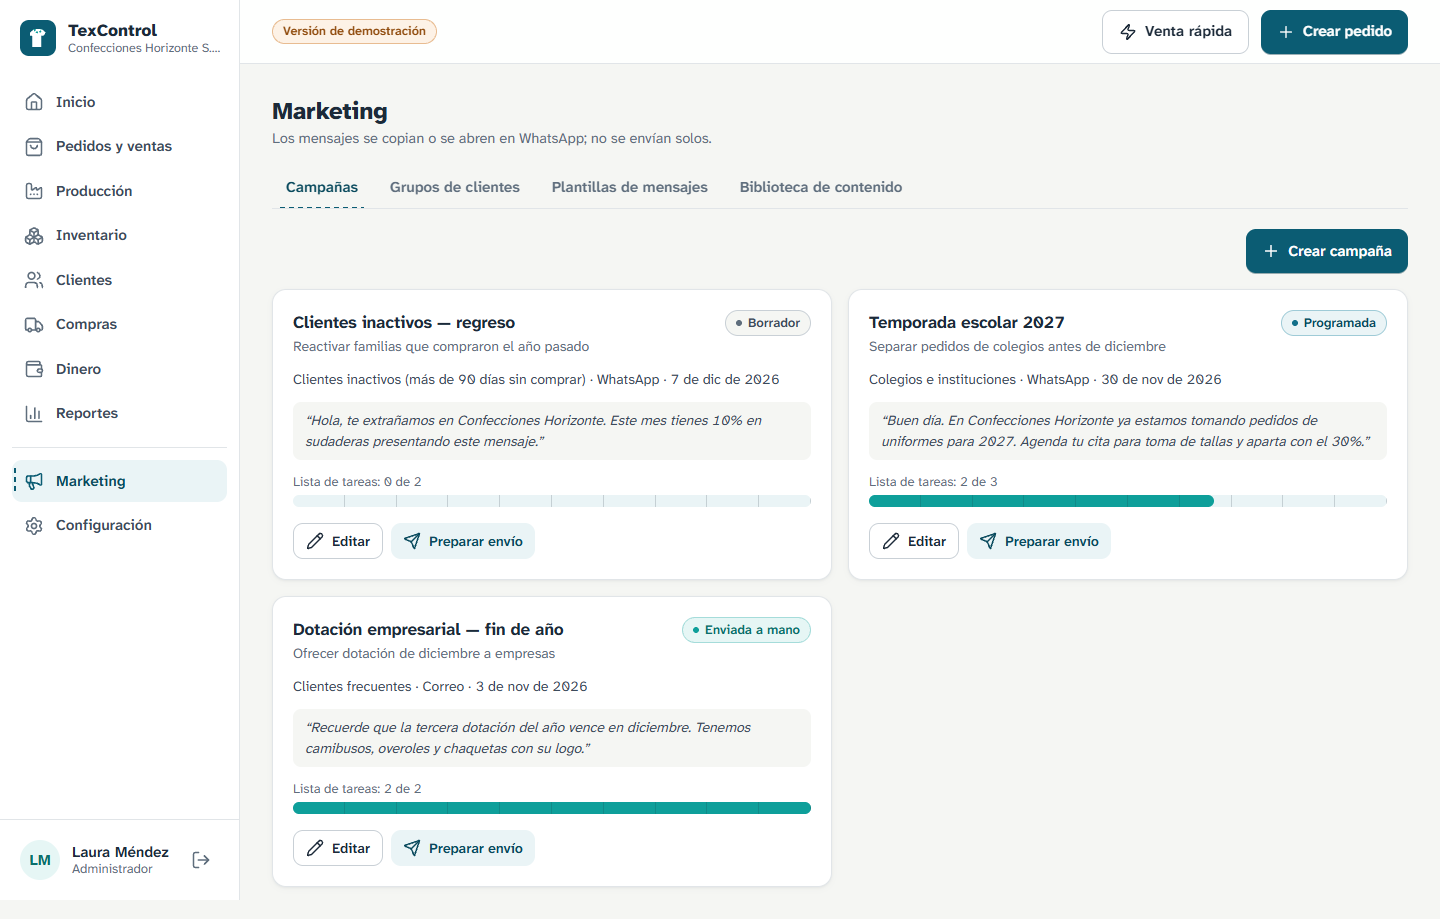 TexControl
Confecciones Horizonte S....
Inicio
Pedidos y ventas
Producción
Inventario
Clientes
Compras
Dinero
Reportes
Marketing
Configuración
LM
Laura Méndez
Administrador
Versión de demostración
Venta rápida
Crear pedido
Marketing
Los mensajes se copian o se abren en WhatsApp; no se envían solos.
Campañas
Grupos de clientes
Plantillas de mensajes
Biblioteca de contenido
Crear campaña
Clientes inactivos — regreso
Borrador
Reactivar familias que compraron el año pasado
Clientes inactivos (más de 90 días sin comprar) · WhatsApp · 7 de dic de 2026
“Hola, te extrañamos en Confecciones Horizonte. Este mes tienes 10% en
sudaderas presentando este mensaje.”
Lista de tareas: 0 de 2
Editar
Preparar envío
Temporada escolar 2027
Programada
Separar pedidos de colegios antes de diciembre
Colegios e instituciones · WhatsApp · 30 de nov de 2026
“Buen día. En Confecciones Horizonte ya estamos tomando pedidos de
uniformes para 2027. Agenda tu cita para toma de tallas y aparta con el 30%.”
Lista de tareas: 2 de 3
Editar
Preparar envío
Dotación empresarial — fin de año
Enviada a mano
Ofrecer dotación de diciembre a empresas
Clientes frecuentes · Correo · 3 de nov de 2026
“Recuerde que la tercera dotación del año vence en diciembre. Tenemos
camibusos, overoles y chaquetas con su logo.”
Lista de tareas: 2 de 2
Editar
Preparar envío